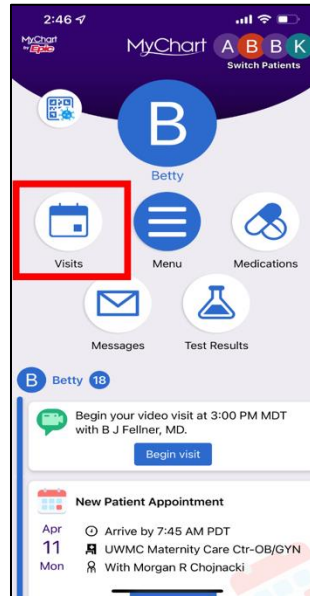 2:46
MyChart
by Epic
MyChart
A B B K
Switch Patients
B
Betty
Visits
Menu
Medications
Messages
Test Results
B Betty 18
Begin your video visit at 3:00 PM MDT
with B J Fellner, MD.
Begin visit
New Patient Appointment
Apr
11
Mon
Arrive by 7:45 AM PDT
UWMC Maternity Care Ctr-OB/GYN
With Morgan R Chojnacki